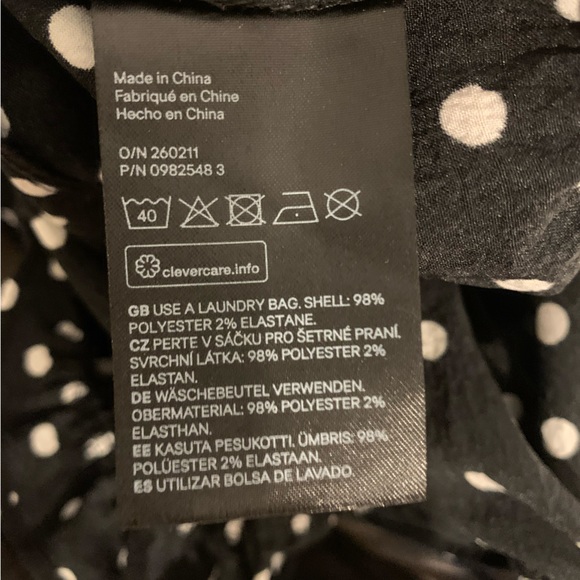 Made in China
Fabriqué en Chine
Hecho en China
O/N 260211
P/N 0982548 3
40
clevercare.info
GB USE A LAUNDRY BAG. SHELL: 98%
POLYESTER 2% ELASTANE.
CZ PERTE V SÁČKU PRO ŠETRNÉ PRANÍ.
SVRCHNÍ LÁTKA: 98% POLYESTER 2%
ELASTAN.
DE WÄSCHEBEUTEL VERWENDEN.
OBERMATERIAL: 98% POLYESTER 2%
ELASTHAN.
EE KASUTA PESUKOTTI. ÜMBRIS: 98%
POLÜESTER 2% ELASTAAN.
ES UTILIZAR BOLSA DE LAVADO.